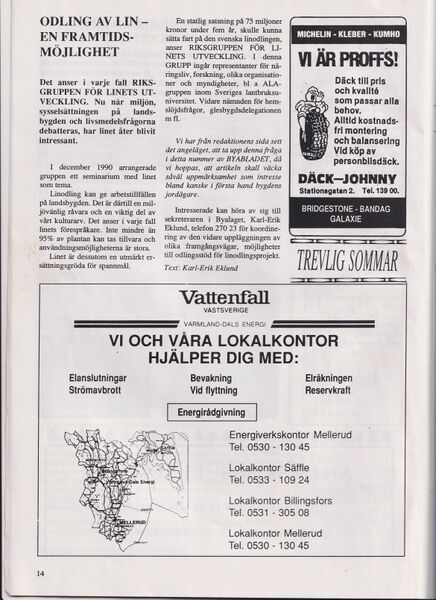 ODLING AV LIN –
EN FRAMTIDS-
MÖJLIGHET
Det anser i varje fall RIKS-
GRUPPEN FÖR LINETS UT-
VECKLING. Nu när miljön,
sysselsättningen på lands-
bygden och livsmedelsfrågorna
debatteras, har linet åter blivit
intressant.
I december 1990 arrangerade
gruppen ett seminarium med linet
som tema.
Linodling kan ge arbetstillfällen
på landsbygden. Det är därtill en miljö-
vänlig råvara och en viktig del av
vårt kulturarv. Det anser i varje fall
linets förespråkare. Inte mindre än
95% av plantan kan tas tillvara och
användningsmöjligheterna är stora.
Linet är dessutom en utmärkt er-
sättningsgröda för spannmål.
En statlig satsning på 75 miljoner
kronor under fem år, skulle kunna
sätta fart på den svenska linodlingen,
anser RIKSGRUPPEN FÖR LI-
NETS UTVECKLING. I denna
GRUPP ingår representanter för nä-
ringsliv, forskning, olika organisatio-
ner och myndigheter, bl a ALA-
gruppen inom Sveriges lantbruksu-
niversitet. Vidare nämnden för hem-
slöjdsfrågor, glesbygdsdelegationen
m fl.
Vi har från redaktionens sida sett
det angeläget, att ta upp denna fråga
i detta nummer av BYABLADET, då
vi hoppas, att artikeln skall väcka
såväl uppmärksamhet som intresse
bland kanske i första hand bygdens
jordägare.
Intresserade kan höra av sig till
sekreteraren i Byalaget, Karl-Erik
Eklund, telefon 270 23 för koordine-
ring av den vidare uppläggningen av
olika framgångsvägar, möjligheter
till odlingsstöd för linodlingsprojekt.
Text: Karl-Erik Eklund
MICHELIN - KLEBER - KUMHO
VI ÄR PROFFS!
Däck till pris
och kvalité
som passar alla
behov.
Alltid kostnads-
fri montering
och balansering
Vid köp av
personbilsdäck.
DÄCK-JOHNNY
Stationsgatan 2. Tel. 139 00.
BRIDGESTONE - BANDAG
GALAXIE
TREVLIG SOMMAR
Vattenfall
VÄSTSVERIGE
VÄRMLAND-DALS ENERGI
VI OCH VÅRA LOKALKONTOR
HJÄLPER DIG MED:
Elanslutningar Bevakning Elräkningen
Strömavbrott Vid flyttning Reservkraft
Energirådgivning
Energiverkskontor Mellerud
Tel. 0530 - 130 45
Lokalkontor Säffle
Tel. 0533 - 109 24
Lokalkontor Billingsfors
Tel. 0531 - 305 08
Lokalkontor Mellerud
Tel. 0530 - 130 45
MELLERUD
14